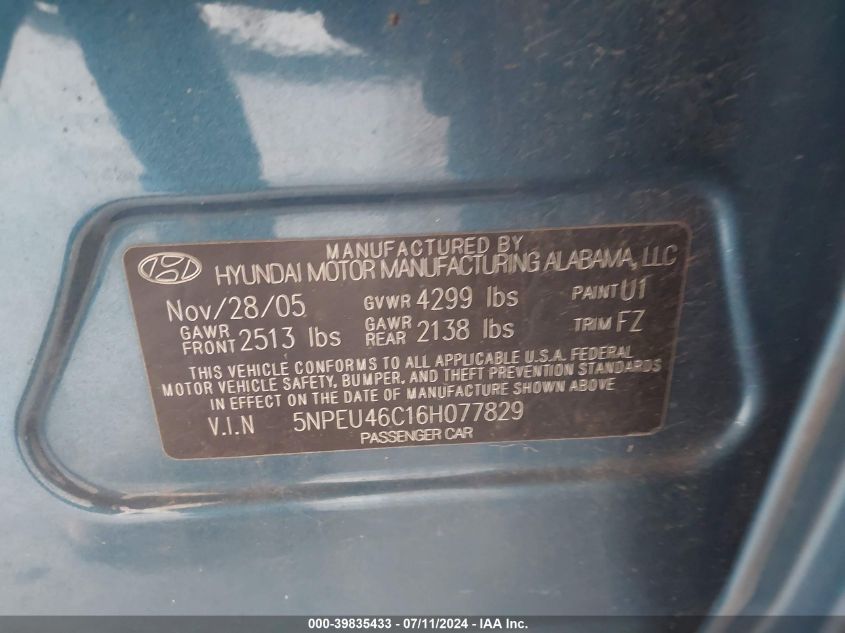 MANUFACTURED BY
HYUNDAI MOTOR MANUFACTURING ALABAMA, LLC
Nov/28/05 GVWR 4299 lbs PAINT U1
GAWR FRONT 2513 lbs GAWR REAR 2138 lbs TRIM FZ
THIS VEHICLE CONFORMS TO ALL APPLICABLE U.S.A. FEDERAL
MOTOR VEHICLE SAFETY, BUMPER, AND THEFT PREVENTION STANDARDS
IN EFFECT ON THE DATE OF MANUFACTURE SHOWN ABOVE
V.I.N 5NPEU46C16H077829
PASSENGER CAR
000-39835433 - 07/11/2024 - IAA Inc.